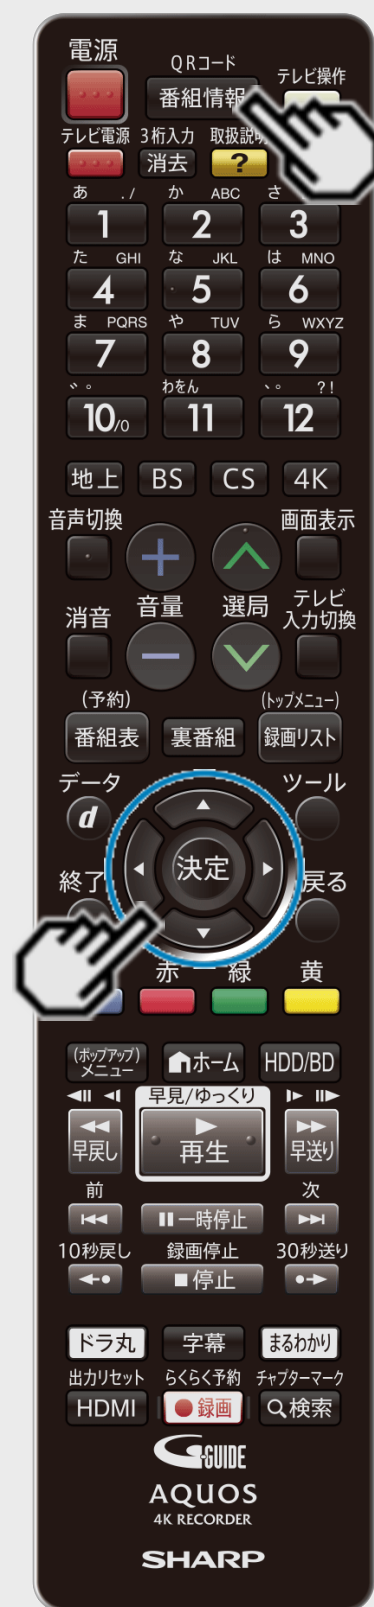 電源
QRコード
番組情報
テレビ操作
テレビ電源 3桁入力 取扱説
消去 ?
あ ./ か ABC さ
1 2 3
た GHI な JKL は MNO
4 5 6
ま PQRS や TUV ら WXYZ
7 8 9
゛゜ わをん 、。 ?!
10/0 11 12
地上 BS CS 4K
音声切換 画面表示
消音 音量 選局 テレビ
入力切換
(予約) (トップメニュー)
番組表 裏番組 録画リスト
データ ツール
d
決定
終了 戻る
赤 緑 黄
(ポップアップ)
メニュー ホーム HDD/BD
早見/ゆっくり
早戻し 再生 早送り
前 次
一時停止
10秒戻し 録画停止 30秒送り
停止
ドラ丸 字幕 まるわかり
出力リセット らくらく予約 チャプターマーク
HDMI 録画 検索
G-GUIDE
AQUOS
4K RECORDER
SHARP